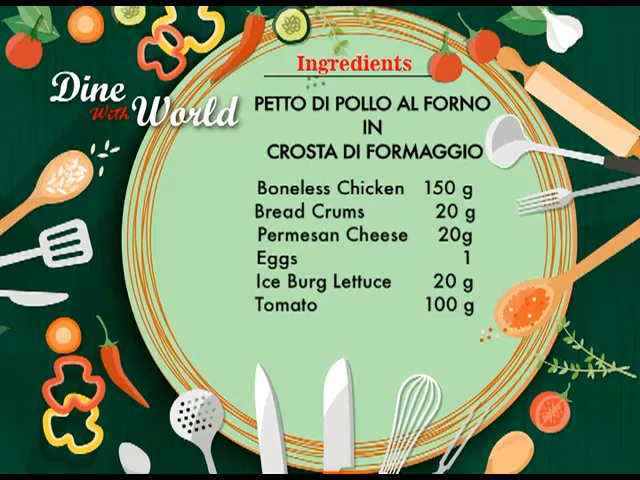 Ingredients
Dine
With World
PETTO DI POLLO AL FORNO
IN
CROSTA DI FORMAGGIO
Boneless Chicken 150 g
Bread Crums 20 g
Permesan Cheese 20g
Eggs 1
Ice Burg Lettuce 20 g
Tomato 100 g